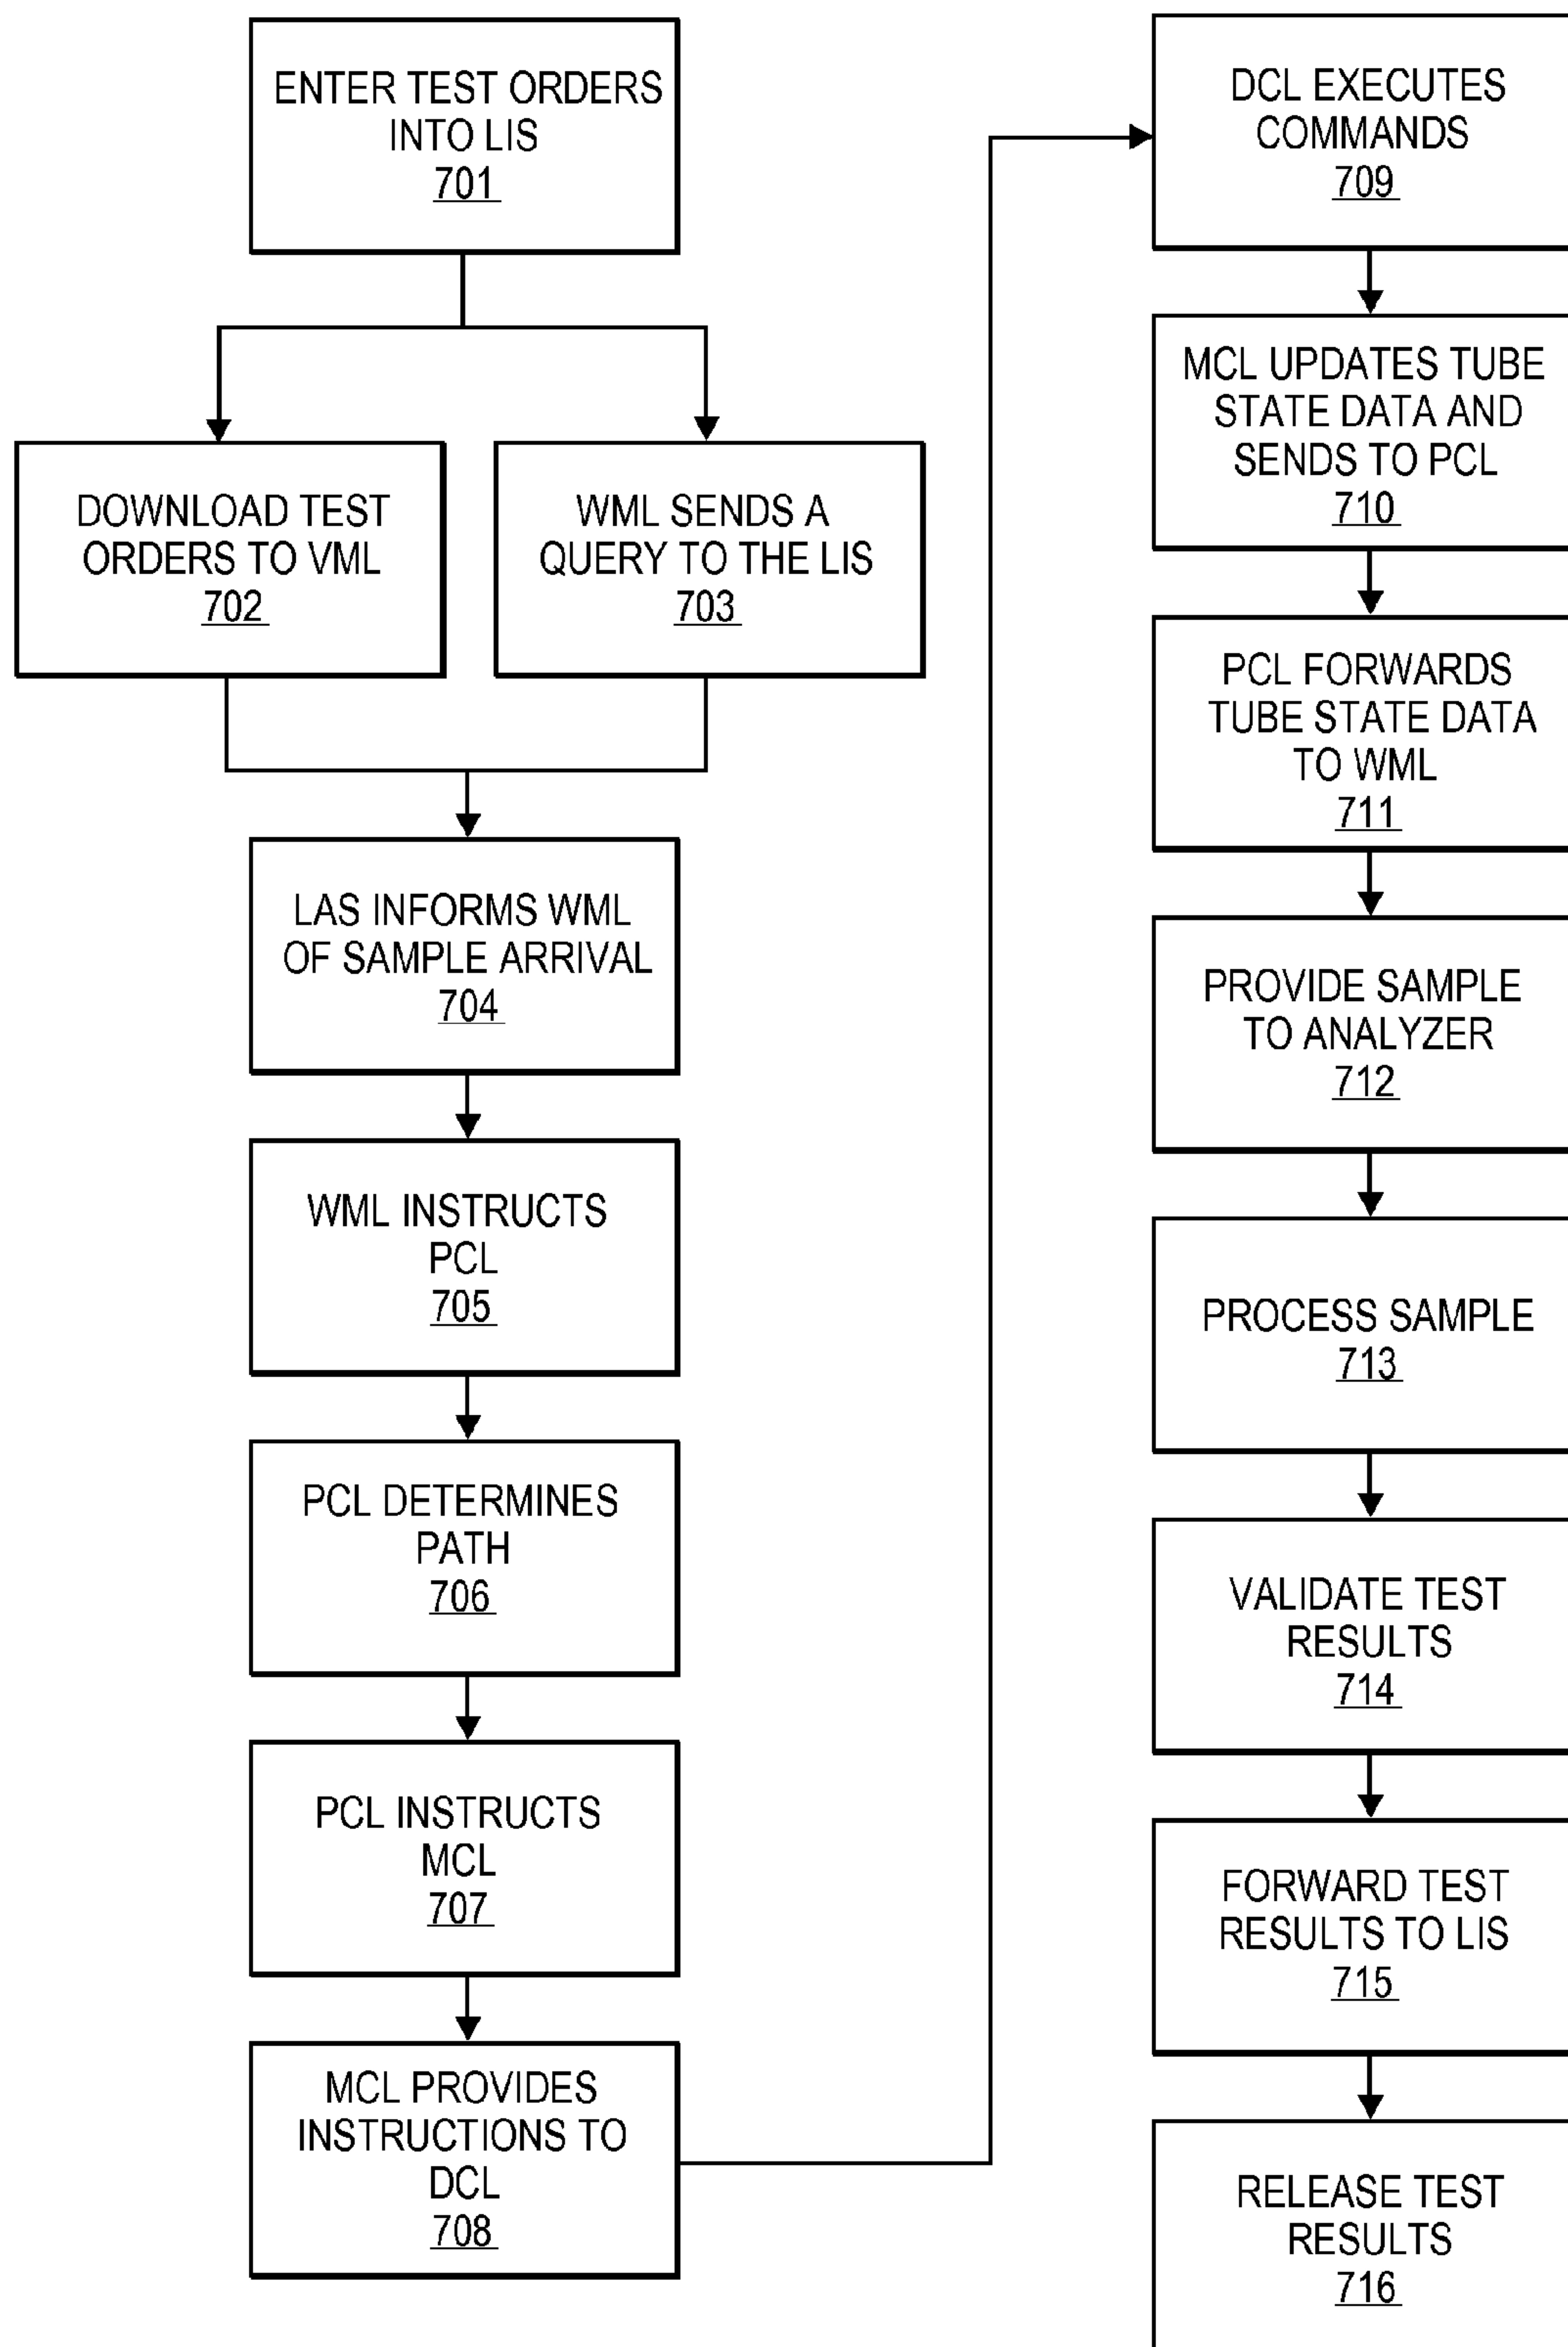 ENTER TEST ORDERS
INTO LIS
701
DOWNLOAD TEST
ORDERS TO VML
702
WML SENDS A
QUERY TO THE LIS
703
LAS INFORMS WML
OF SAMPLE ARRIVAL
704
WML INSTRUCTS
PCL
705
PCL DETERMINES
PATH
706
PCL INSTRUCTS
MCL
707
MCL PROVIDES
INSTRUCTIONS TO
DCL
708
DCL EXECUTES
COMMANDS
709
MCL UPDATES TUBE
STATE DATA AND
SENDS TO PCL
710
PCL FORWARDS
TUBE STATE DATA
TO WML
711
PROVIDE SAMPLE
TO ANALYZER
712
PROCESS SAMPLE
713
VALIDATE TEST
RESULTS
714
FORWARD TEST
RESULTS TO LIS
715
RELEASE TEST
RESULTS
716